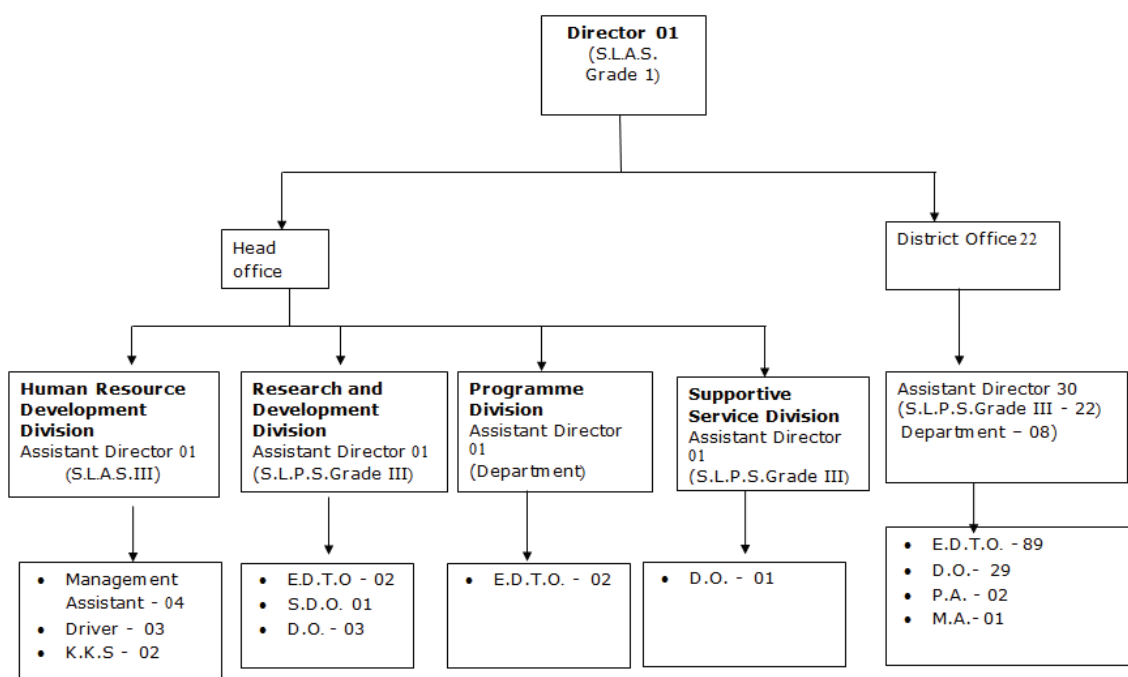 Director 01
(S.L.A.S.
Grade 1)
Head
office
District Office 22
Human Resource
Development
Division
Assistant Director 01
(S.L.A.S.III)
Research and
Development
Division
Assistant Director 01
(S.L.P.S.Grade III)
Programme
Division
Assistant Director
01
(Department)
Supportive
Service Division
Assistant Director
01
(S.L.P.S.Grade III)
Assistant Director 30
(S.L.P.S.Grade III - 22)
Department – 08)
• Management
Assistant - 04
• Driver - 03
• K.K.S - 02
• E.D.T.O - 02
• S.D.O. 01
• D.O. - 03
• E.D.T.O. - 02
• D.O. - 01
• E.D.T.O. - 89
• D.O.- 29
• P.A. - 02
• M.A.- 01